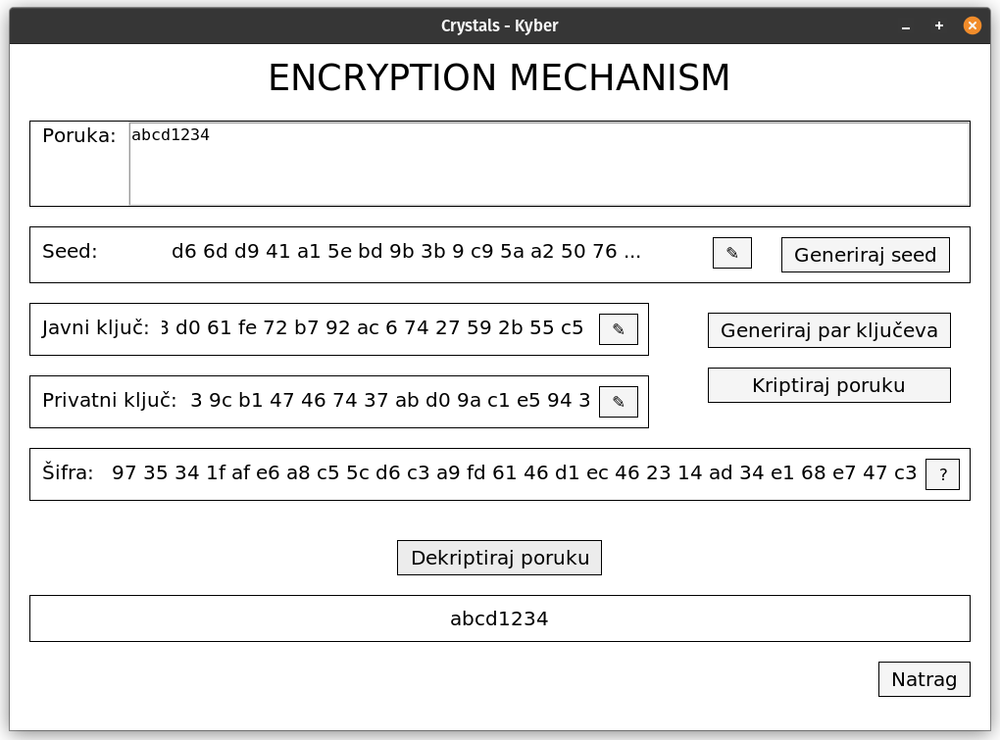 Crystals - Kyber
ENCRYPTION MECHANISM
Poruka: abcd1234
Seed: d6 6d d9 41 a1 5e bd 9b 3b 9 c9 5a a2 50 76 ... ✎ Generiraj seed
Javni ključ: 3 d0 61 fe 72 b7 92 ac 6 74 27 59 2b 55 c5 ✎
Generiraj par ključeva
Kriptiraj poruku
Privatni ključ: 3 9c b1 47 46 74 37 ab d0 9a c1 e5 94 3 ✎
Šifra: 97 35 34 1f af e6 a8 c5 5c d6 c3 a9 fd 61 46 d1 ec 46 23 14 ad 34 e1 68 e7 47 c3 ?
Dekriptiraj poruku
abcd1234
Natrag